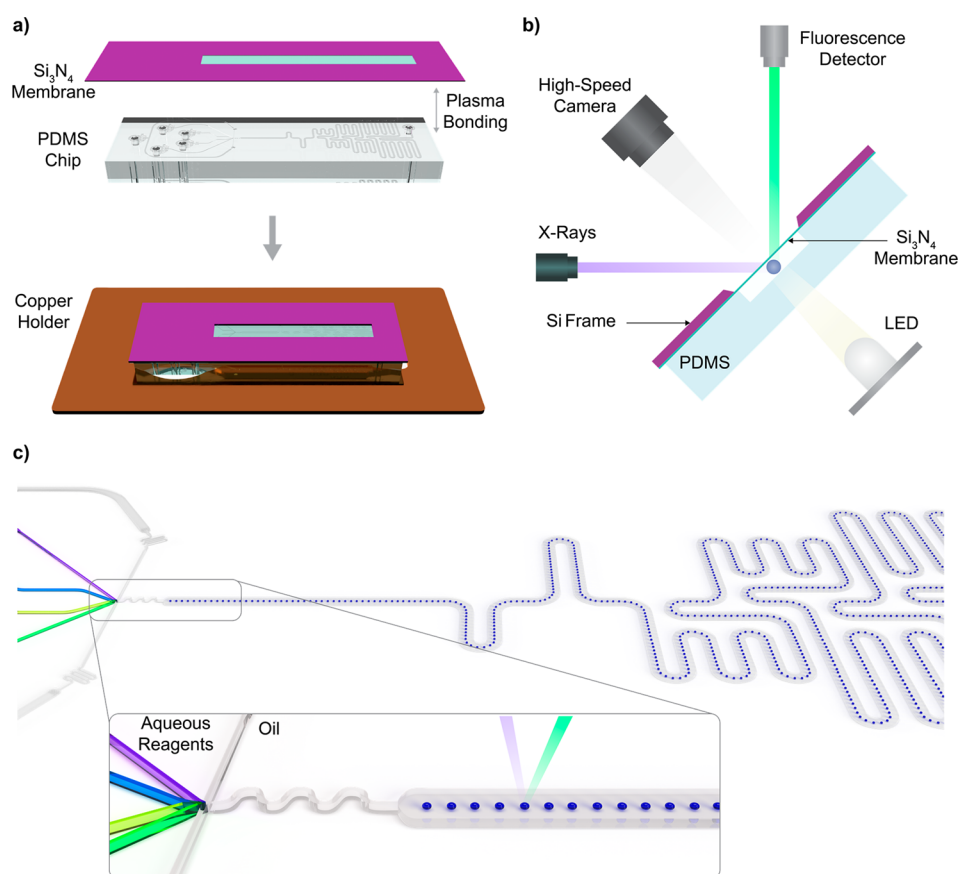 a)
Si₃N₄
Membrane
Plasma
Bonding
PDMS
Chip
Copper
Holder
b)
Fluorescence
Detector
High-Speed
Camera
X-Rays
Si₃N₄
Membrane
Si Frame
LED
PDMS
c)
Aqueous
Reagents
Oil